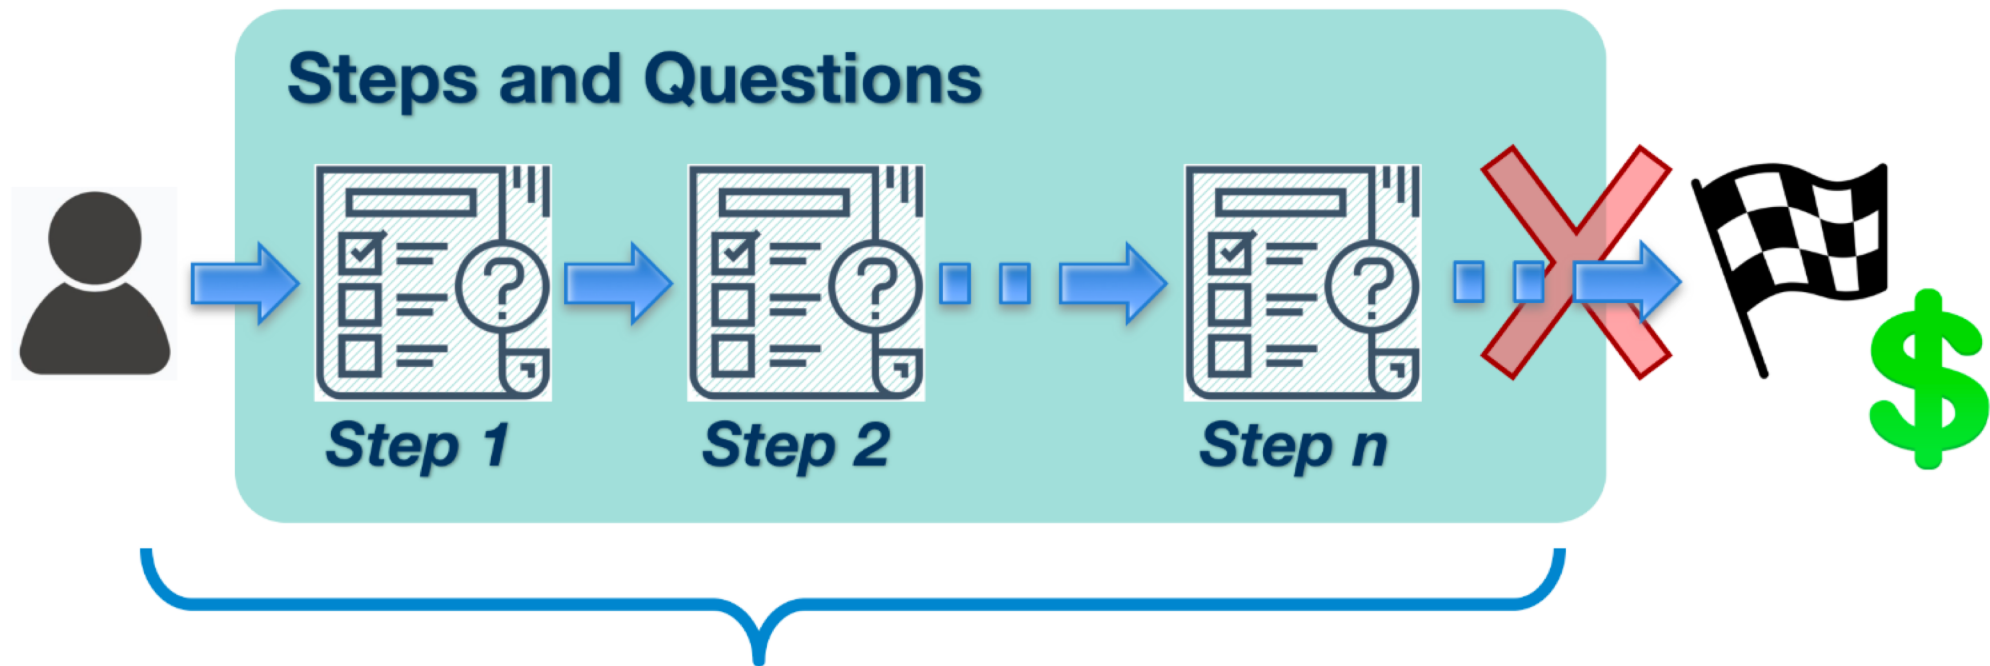 Steps and Questions
? ? ?
Step 1 Step 2 Step n
$